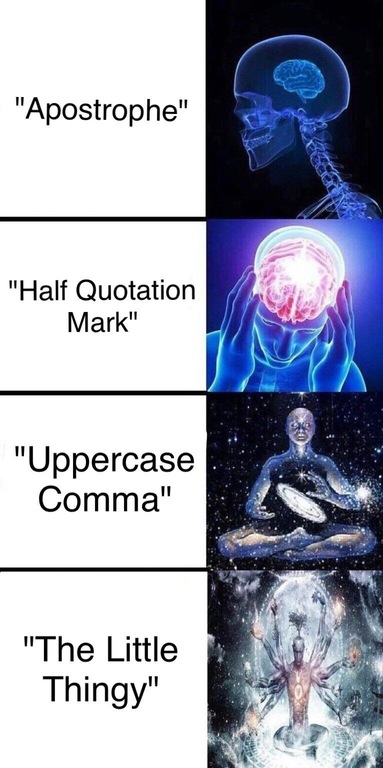 "Apostrophe"
"Half Quotation
Mark"
"Uppercase
Comma"
"The Little
Thingy"